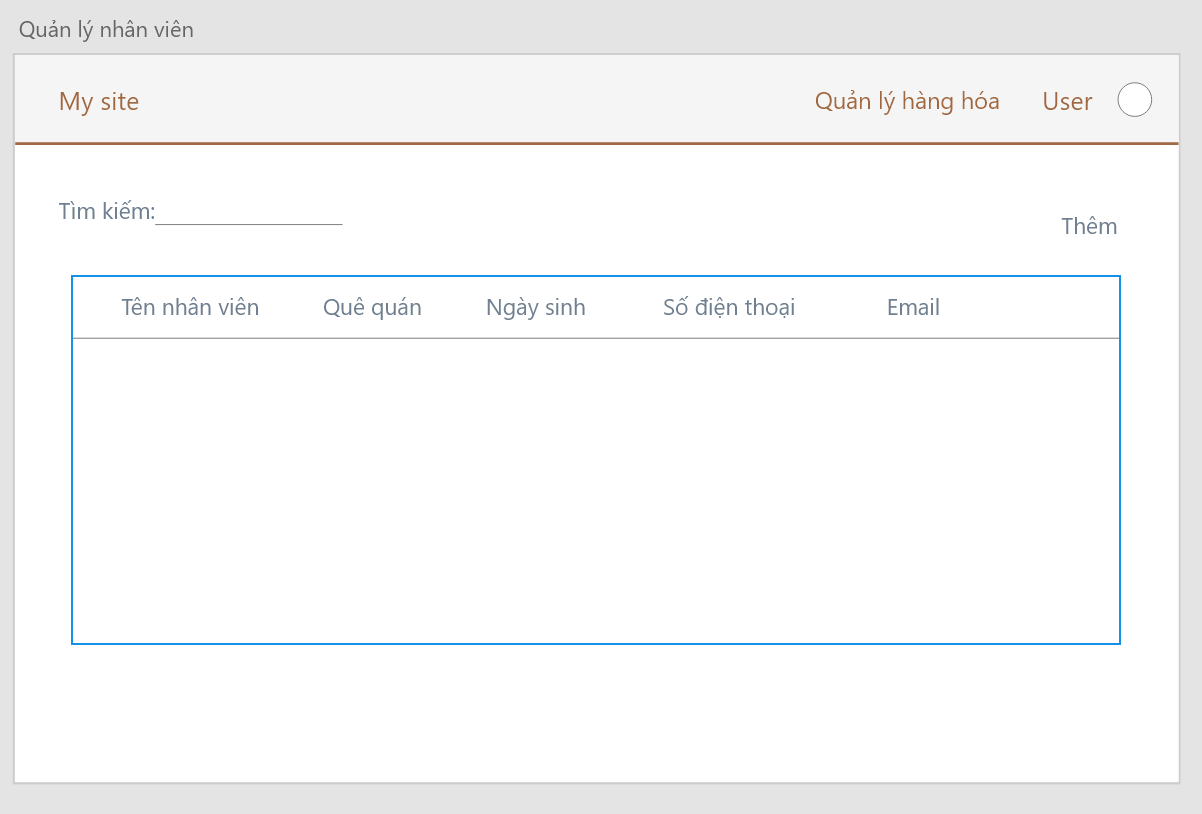 Quản lý nhân viên
My site Quản lý hàng hóa User
Tìm kiếm:
Thêm
Tên nhân viên Quê quán Ngày sinh Số điện thoại Email